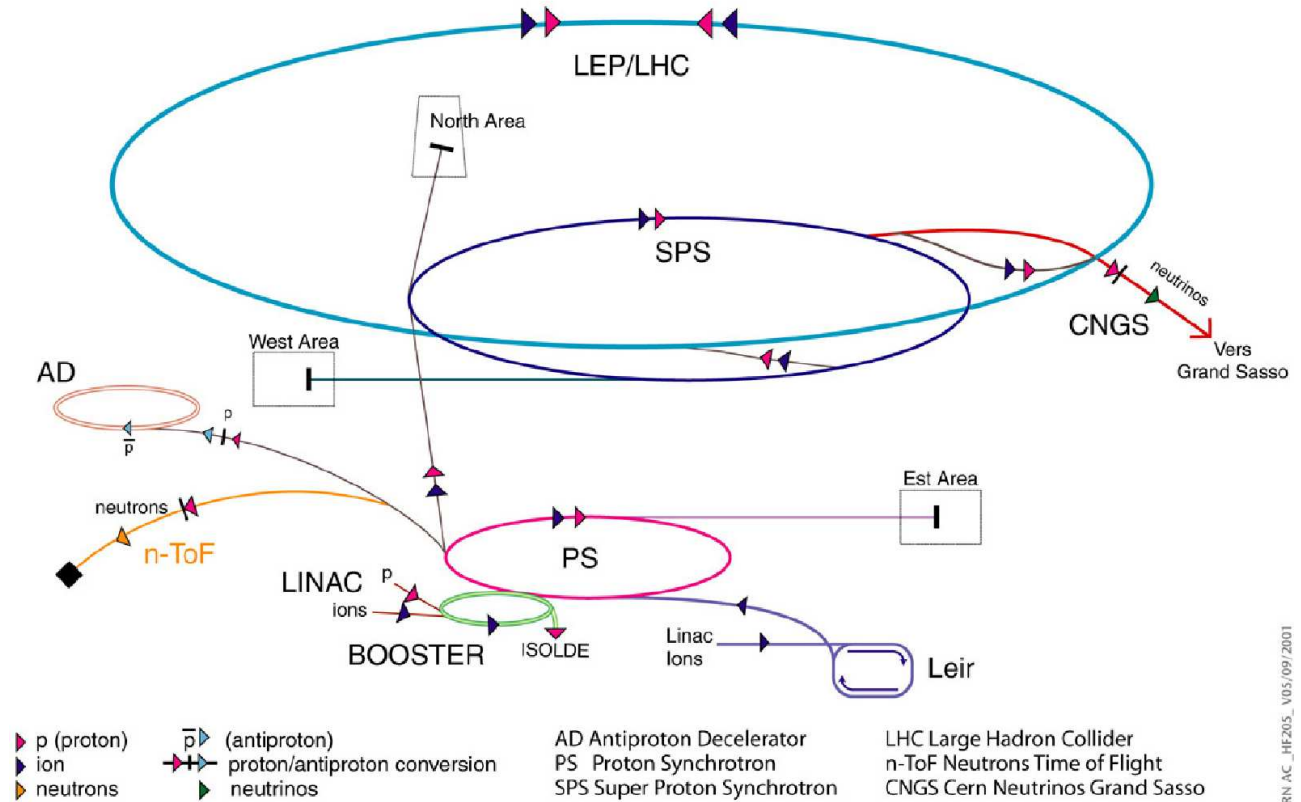 LEP/LHC
North Area
SPS
neutrinos
CNGS
Vers
Grand Sasso
West Area
AD
p
p̅
Est Area
neutrons
n-ToF
PS
LINAC
p
ions
BOOSTER
ISOLDE
Linac
Ions
Leir
p (proton)
ion
neutrons
p̅ (antiproton)
proton/antiproton conversion
neutrinos
AD Antiproton Decelerator
PS Proton Synchrotron
SPS Super Proton Synchrotron
LHC Large Hadron Collider
n-ToF Neutrons Time of Flight
CNGS Cern Neutrinos Grand Sasso
RN AC_HF205_V05/09/2001